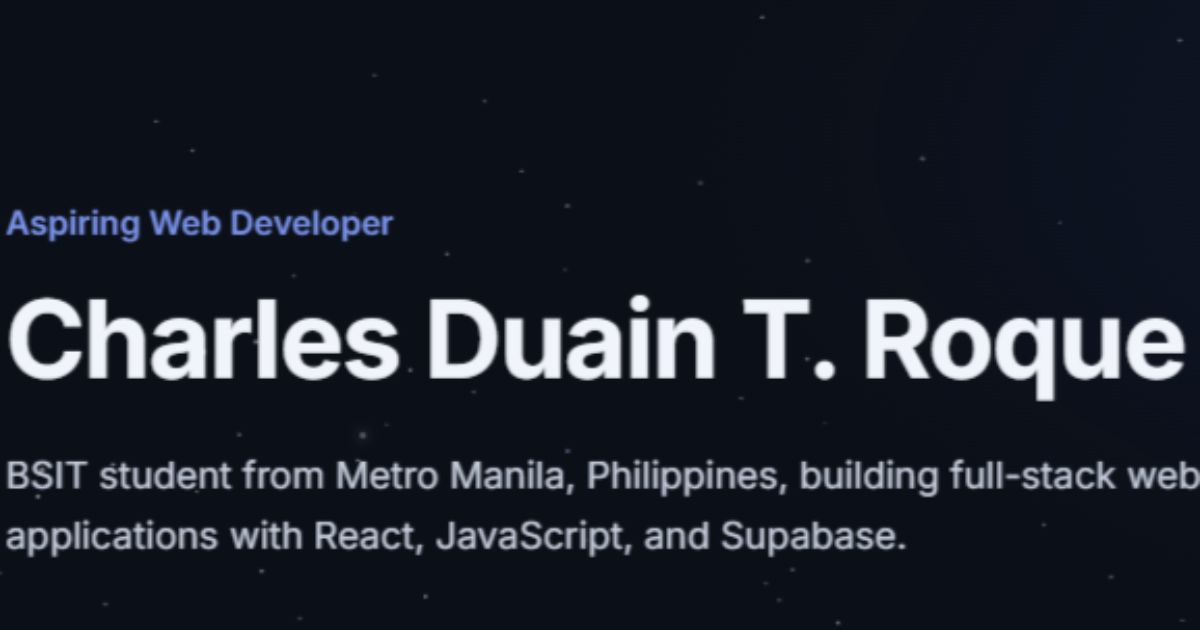 Aspiring Web Developer
Charles Duain T. Roque
BSIT student from Metro Manila, Philippines, building full-stack web
applications with React, JavaScript, and Supabase.